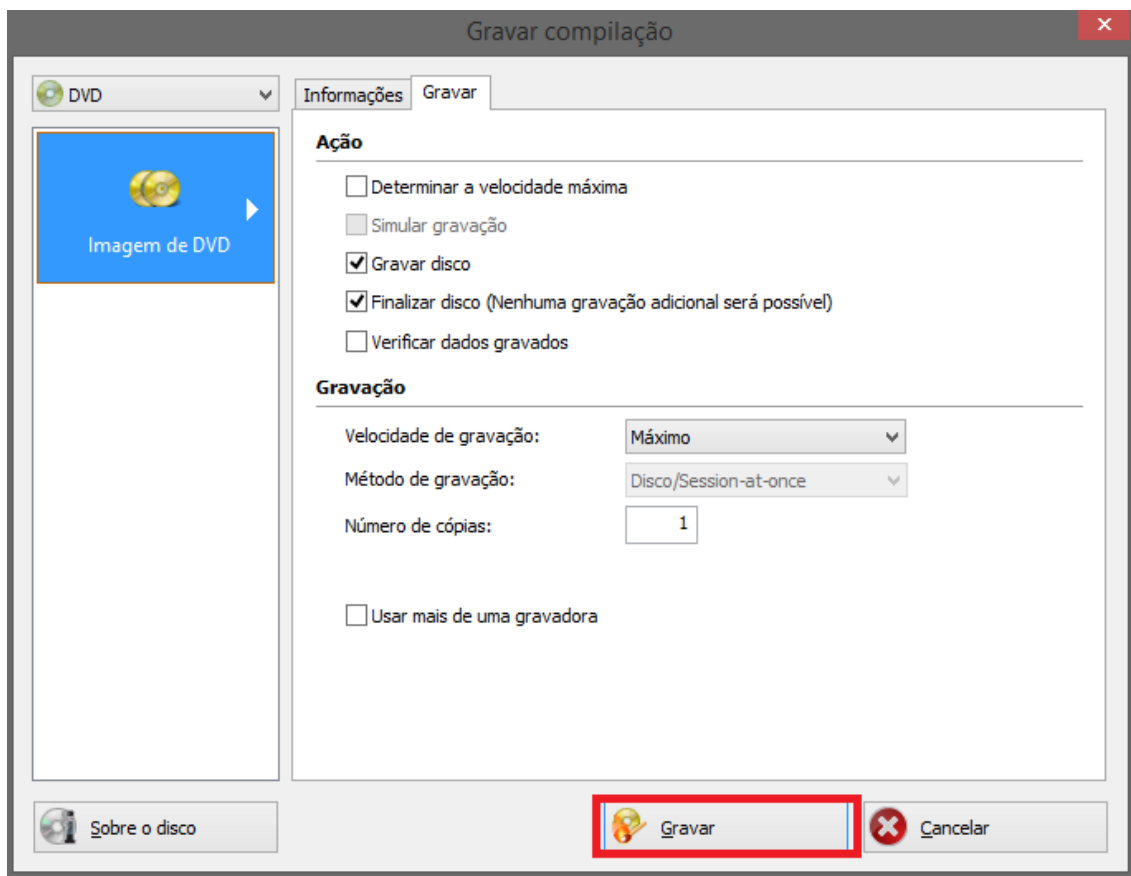 Gravar compilação
DVD
Informações
Gravar
Imagem de DVD
Ação
Determinar a velocidade máxima
Simular gravação
Gravar disco
Finalizar disco (Nenhuma gravação adicional será possível)
Verificar dados gravados
Gravação
Velocidade de gravação: Máximo
Método de gravação: Disco/Session-at-once
Número de cópias: 1
Usar mais de uma gravadora
Sobre o disco
Gravar
Cancelar